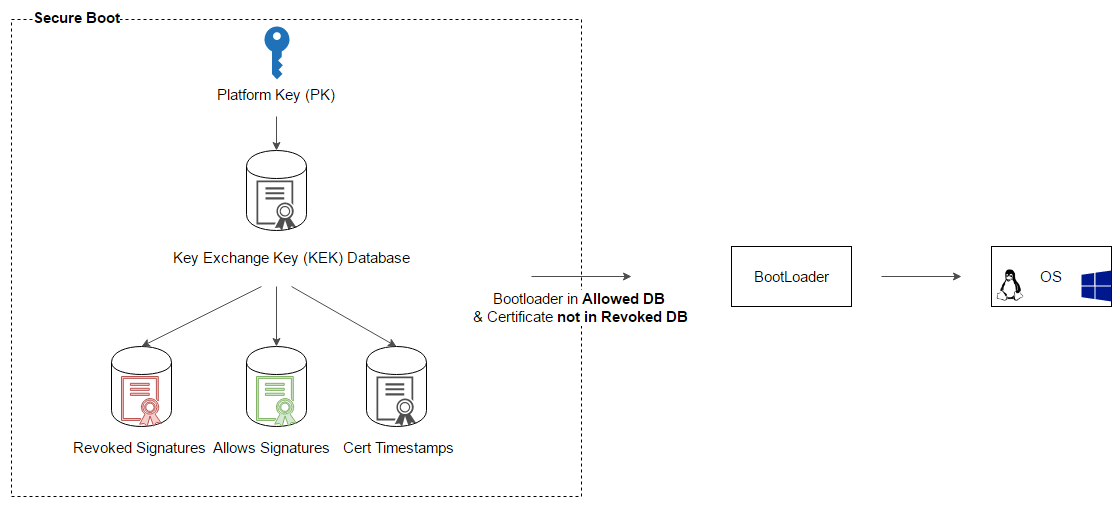 Secure Boot
Platform Key (PK)
Key Exchange Key (KEK) Database
Bootloader in Allowed DB
& Certificate not in Revoked DB
BootLoader
OS
Revoked Signatures
Allows Signatures
Cert Timestamps